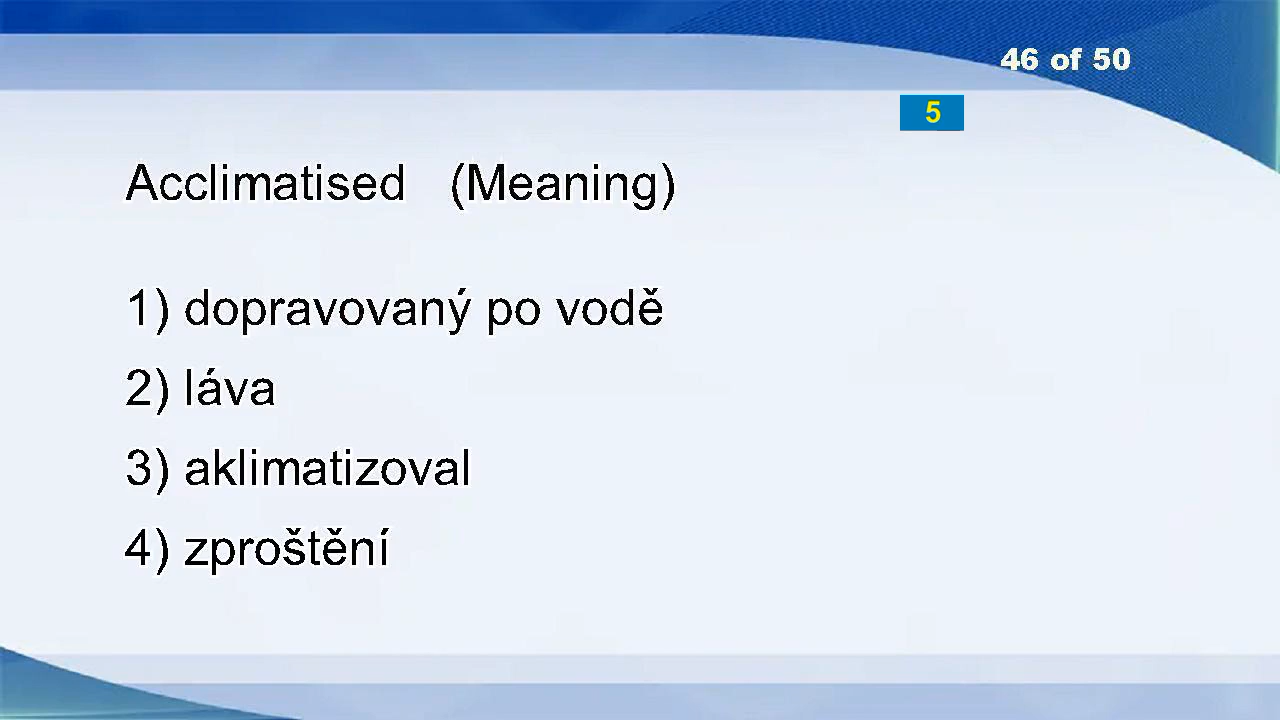 46 of 50
5
Acclimatised (Meaning)
1) dopravovaný po vodě
2) láva
3) aklimatizoval
4) zproštění